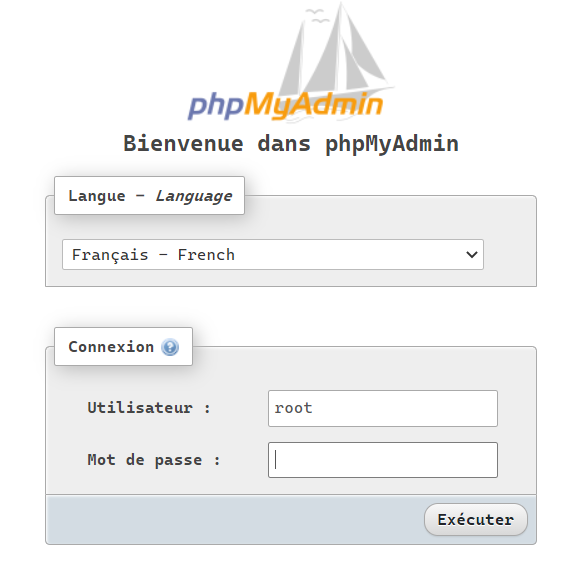 phpMyAdmin
Bienvenue dans phpMyAdmin
Langue - Language
Français - French
Connexion ?
Utilisateur :
root
Mot de passe :
Exécuter